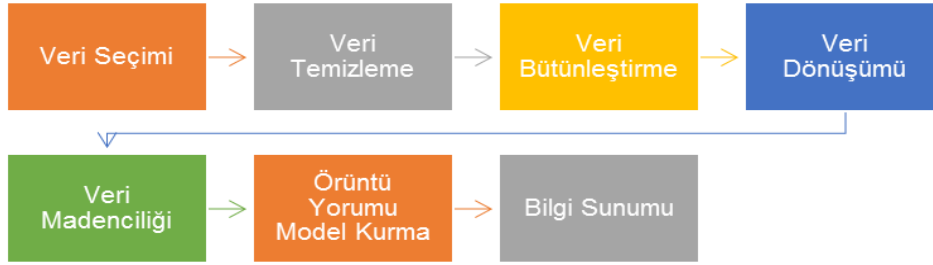 Veri Seçimi
Veri
Temizleme
Veri
Bütünleştirme
Veri
Dönüşümü
Veri
Madenciliği
Örüntü
Yorumu
Model Kurma
Bilgi Sunumu